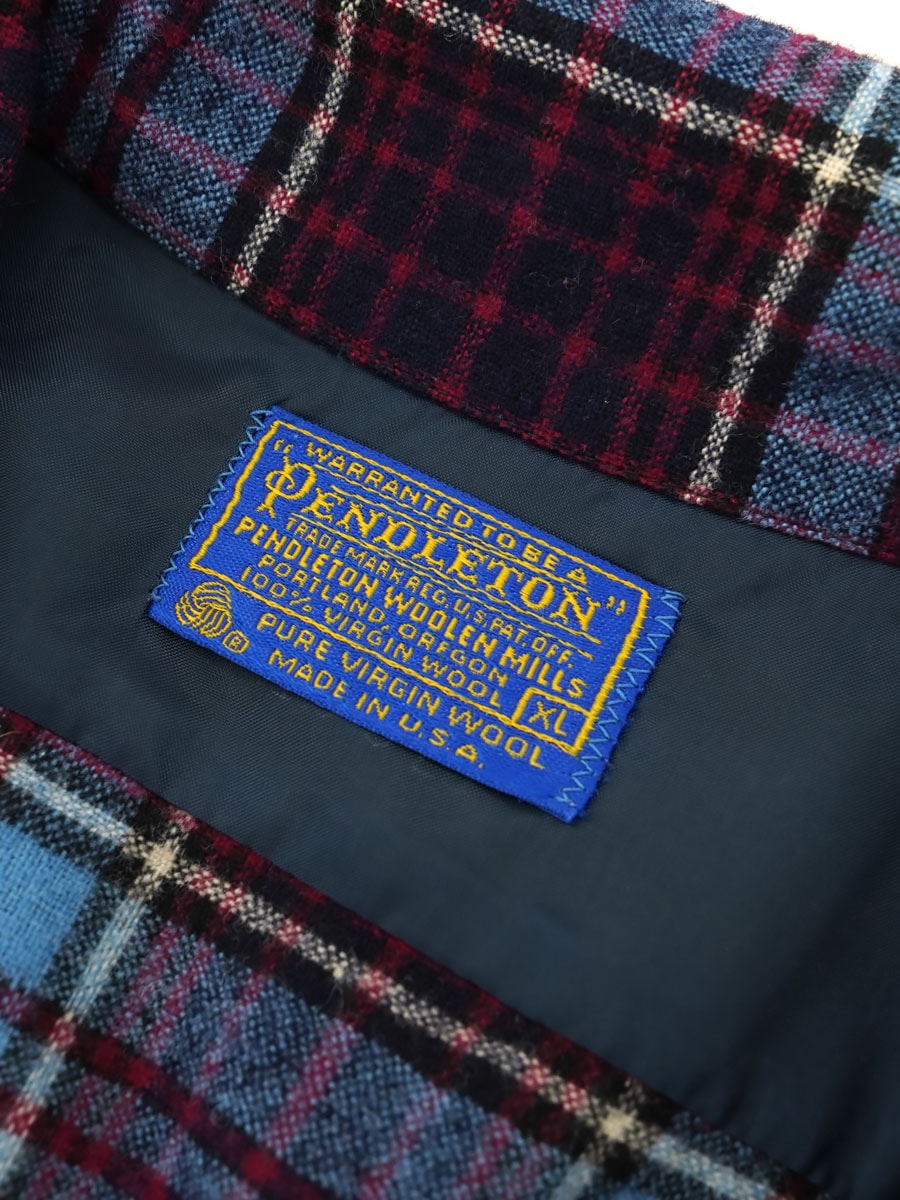 "WARRANTED TO BE A
PENDLETON"
TRADE MARK REG. U.S. PAT. OFF.
PENDLETON WOOLEN MILLS
PORTLAND, OREGON
100% VIRGIN WOOL
XL
®
PURE VIRGIN WOOL
MADE IN U.S.A.